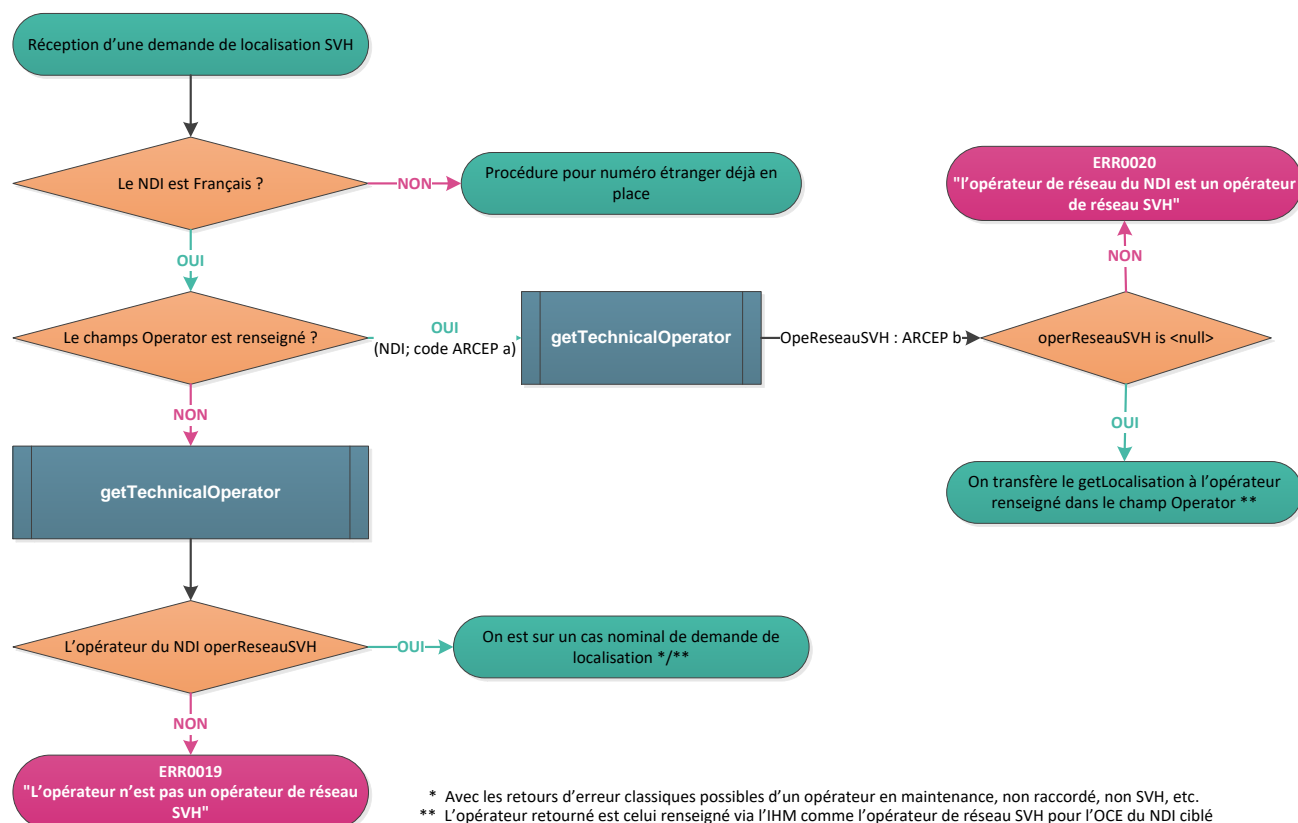 Réception d'une demande de localisation SVH
Le NDI est Français ?
NON
Procédure pour numéro étranger déjà en
place
ERR0020
"l'opérateur de réseau du NDI est un opérateur
de réseau SVH"
OUI
NON
Le champs Operator est renseigné ?
OUI
(NDI; code ARCEP a)
getTechnicalOperator
OpeReseauSVH : ARCEP b
operReseauSVH is <null>
NON
OUI
getTechnicalOperator
On transfère le getLocalisation à l'opérateur
renseigné dans le champ Operator **
L'opérateur du NDI operReseauSVH
OUI
On est sur un cas nominal de demande de
localisation */**
NON
ERR0019
"L'opérateur n'est pas un opérateur de réseau
SVH"
* Avec les retours d'erreur classiques possibles d'un opérateur en maintenance, non raccordé, non SVH, etc.
** L'opérateur retourné est celui renseigné via l'IHM comme l'opérateur de réseau SVH pour l'OCE du NDI ciblé